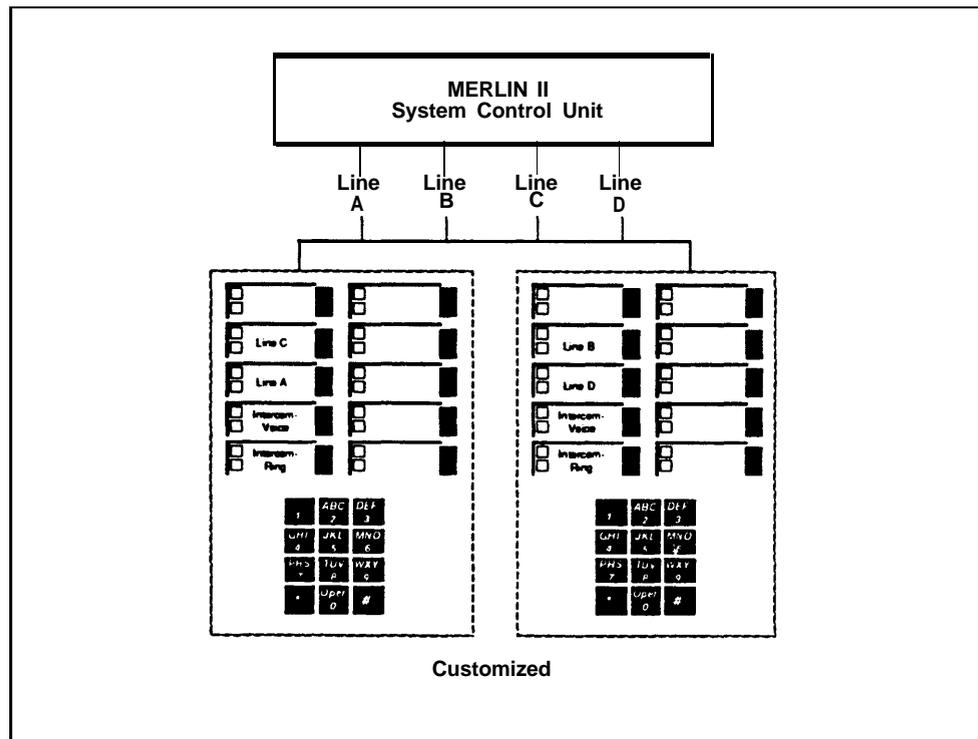 MERLIN II
System Control Unit
Line A
Line B
Line C
Line D
Line C
Line A
Intercom-
Voice
Intercom-
Ring
1 ABC 2 DEF 3
GHI 4 JKL 5 MNO 6
PRS 7 TUV 8 WXY 9
* Oper 0 #
Line B
Line D
Intercom-
Voice
Intercom-
Ring
1 ABC 2 DEF 3
GHI 4 JKL 5 MNO
PRS 7 TUV 8 WXY 9
* Oper 0 #
Customized